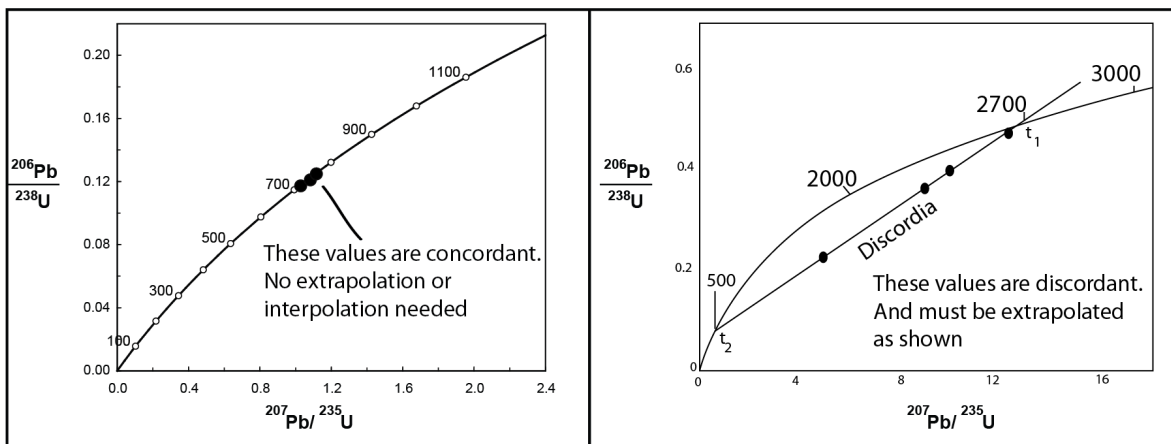 0.20
0.16
0.12
0.08
0.04
0.00
206Pb
238U
1100
900
700
500
300
100
These values are concordant.
No extrapolation or
interpolation needed
0.0 0.4 0.8 1.2 1.6 2.0 2.4
207Pb/ 235U
0.6
0.4
0.2
0
206Pb
238U
3000
2700
t1
2000
Discordia
500
t2
These values are discordant.
And must be extrapolated
as shown
0 4 8 12 16
207Pb/ 235U